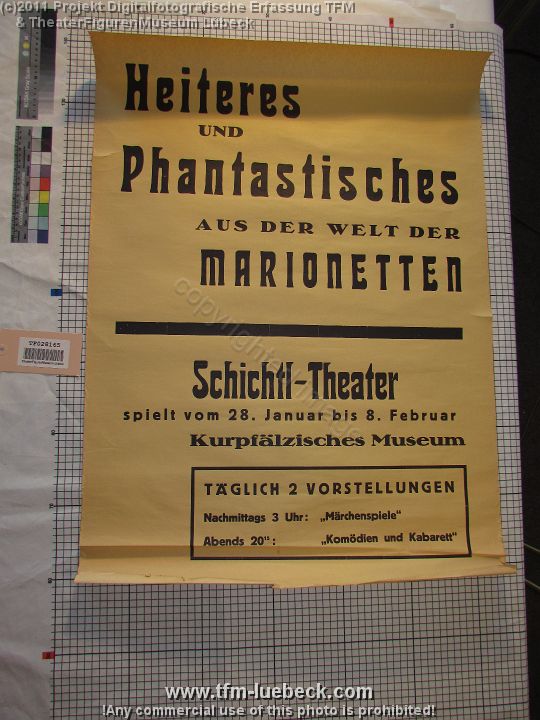 (c)2011 Projekt Digitalfotografische Erfassung TFM
& TheaterFigurenMuseum Lübeck
Heiteres
UND
Phantastisches
AUS DER WELT DER
MARIONETTEN
Schichtl-Theater
spielt vom 28. Januar bis 8. Februar
Kurpfälzisches Museum
TÄGLICH 2 VORSTELLUNGEN
Nachmittags 3 Uhr: „Märchenspiele"
Abends 20¹⁵: „Komödien und Kabarett"
TF028165
www.tfm-luebeck.com
!Any commercial use of this photo is prohibited!